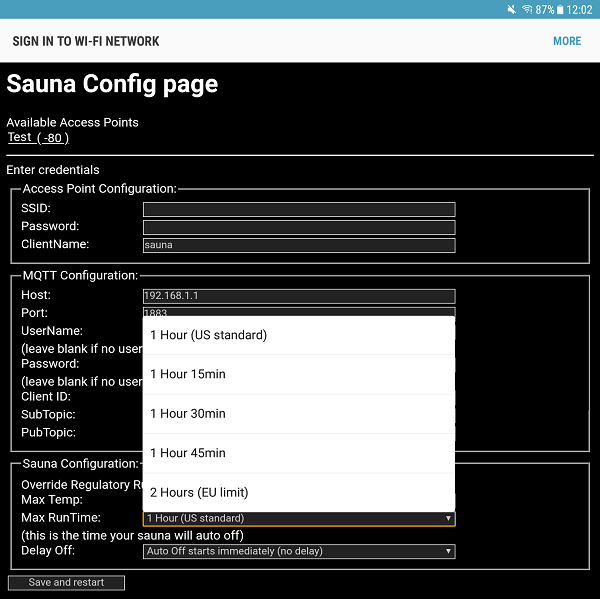 87% 12:02
SIGN IN TO WI-FI NETWORK MORE
Sauna Config page
Available Access Points
Test (-80)
Enter credentials
Access Point Configuration:
SSID:
Password:
ClientName: sauna
MQTT Configuration:
Host: 192.168.1.1
Port: 1883
UserName:
(leave blank if no user
Password:
(leave blank if no user
Client ID:
SubTopic:
PubTopic:
1 Hour (US standard)
1 Hour 15min
1 Hour 30min
1 Hour 45min
2 Hours (EU limit)
Sauna Configuration:
Override Regulatory
Max Temp:
Max RunTime: 1 Hour (US standard)
(this is the time your sauna will auto off)
Delay Off: Auto Off starts immediately (no delay)
Save and restart